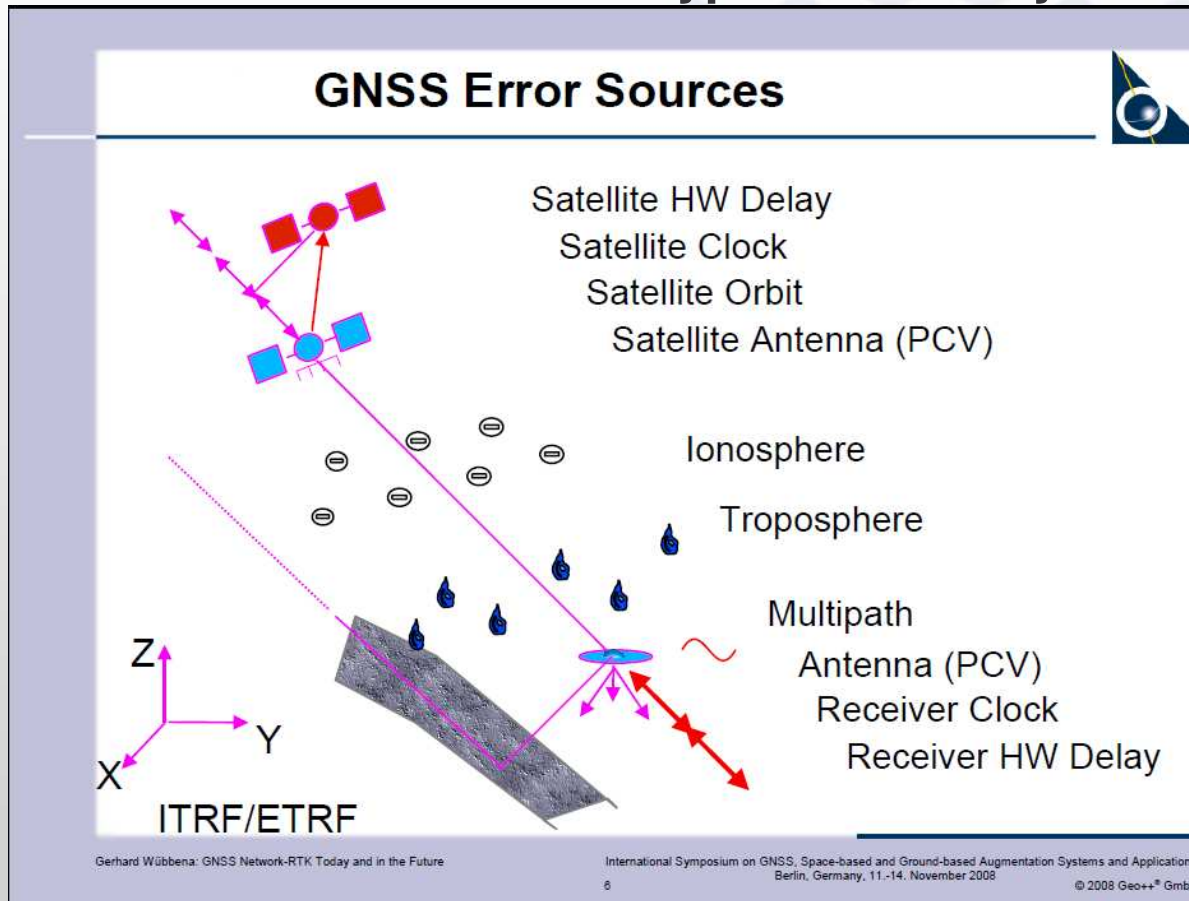 GNSS Error Sources
Satellite HW Delay
Satellite Clock
Satellite Orbit
Satellite Antenna (PCV)
Ionosphere
Troposphere
Multipath
Antenna (PCV)
Receiver Clock
Receiver HW Delay
Z
Y
X
ITRF/ETRF
Gerhard Wübbena: GNSS Network-RTK Today and in the Future
International Symposium on GNSS, Space-based and Ground-based Augmentation Systems and Application
Berlin, Germany, 11.-14. November 2008
6
© 2008 Geo++® Gmb